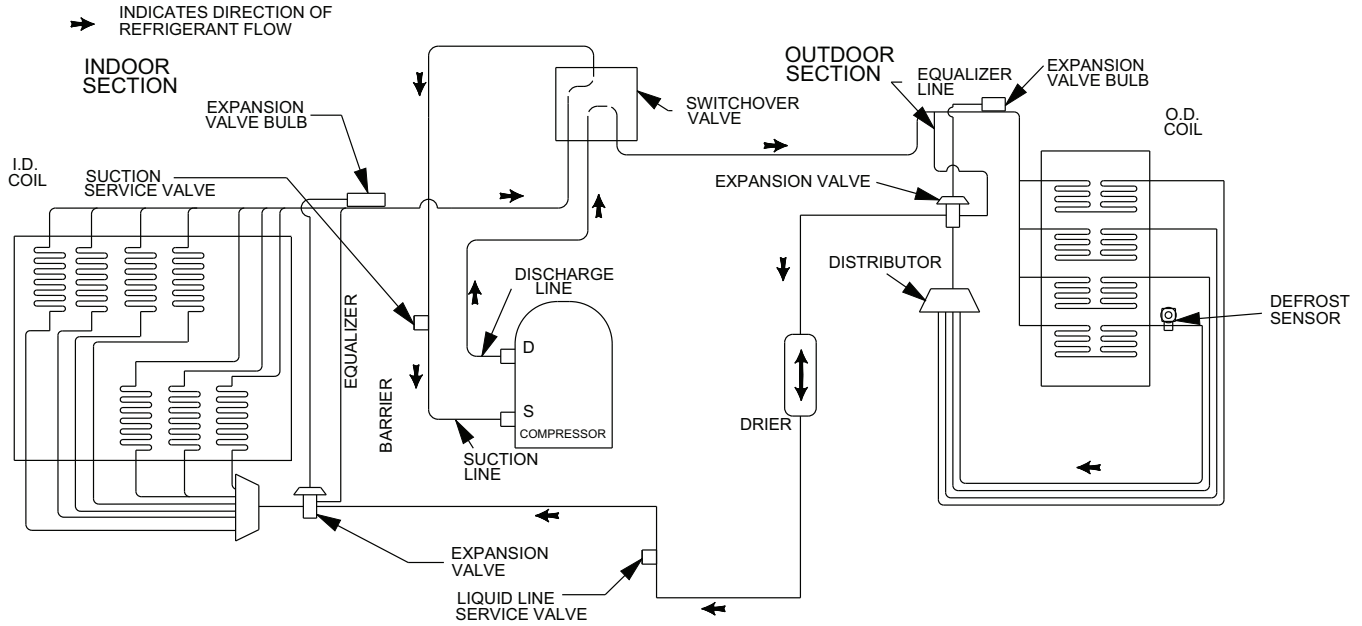 INDICATES DIRECTION OF
REFRIGERANT FLOW
INDOOR
SECTION
OUTDOOR
SECTION
EQUALIZER
LINE
EXPANSION
VALVE BULB
EXPANSION
VALVE BULB
SWITCHOVER
VALVE
O.D.
COIL
I.D.
COIL
SUCTION
SERVICE VALVE
EXPANSION VALVE
DISTRIBUTOR
DISCHARGE
LINE
DEFROST
SENSOR
EQUALIZER
BARRIER
D
S
COMPRESSOR
DRIER
SUCTION
LINE
EXPANSION
VALVE
LIQUID LINE
SERVICE VALVE